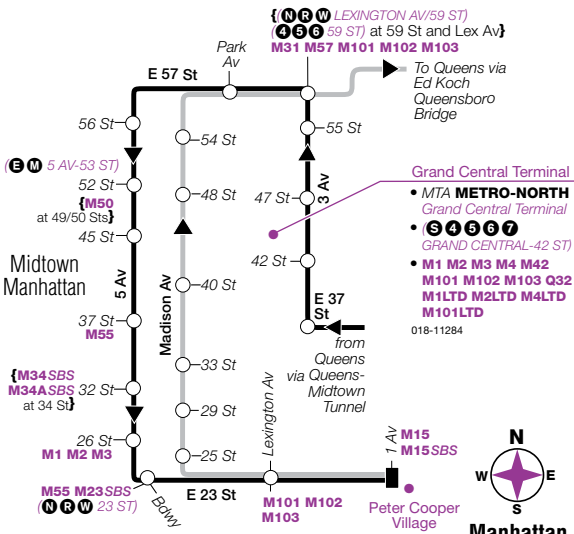 {(N R W LEXINGTON AV/59 ST)
(4 5 6 59 ST) at 59 St and Lex Av}
M31 M57 M101 M102 M103
Park
Av
E 57 St
To Queens via
Ed Koch
Queensboro
Bridge
56 St
54 St
55 St
(E M 5 AV-53 ST)
52 St
{M50
at 49/50 Sts}
48 St
47 St
3 Av
45 St
42 St
Grand Central Terminal
• MTA METRO-NORTH
Grand Central Terminal
• (S 4 5 6 7
GRAND CENTRAL-42 ST)
• M1 M2 M3 M4 M42
M101 M102 M103 Q32
M1LTD M2LTD M4LTD
M101LTD
018-11284
Midtown
Manhattan
5 Av
Madison Av
40 St
37 St
M55
E 37
St
from
Queens
via Queens-
Midtown
Tunnel
33 St
{M34SBS
M34ASBS
at 34 St}
32 St
29 St
26 St
M1 M2 M3
25 St
Lexington Av
1 Av
M15
M15SBS
M55 M23SBS
(N R W 23 ST)
Bdwy
E 23 St
M101 M102
M103
Peter Cooper
Village
N
W
E
S
Manhattan